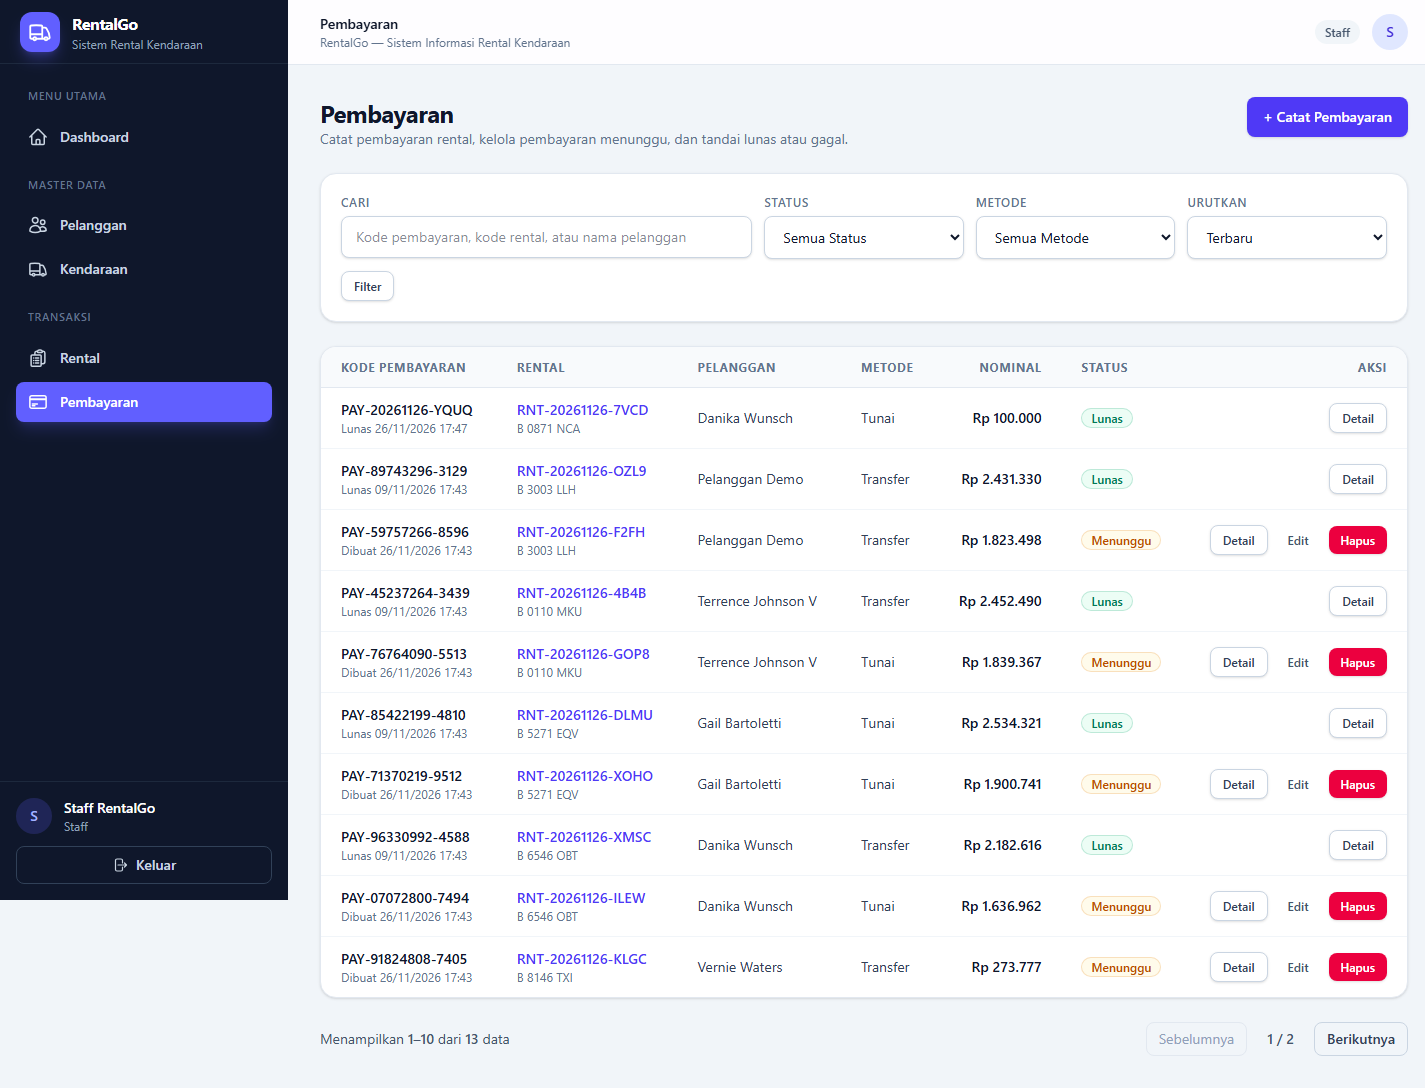 RentalGo
Sistem Rental Kendaraan
MENU UTAMA
Dashboard
MASTER DATA
Pelanggan
Kendaraan
TRANSAKSI
Rental
Pembayaran
S
Staff RentalGo
Staff
Keluar
Pembayaran
RentalGo — Sistem Informasi Rental Kendaraan
Staff
S
Pembayaran
Catat pembayaran rental, kelola pembayaran menunggu, dan tandai lunas atau gagal.
+ Catat Pembayaran
CARI STATUS METODE URUTKAN
Kode pembayaran, kode rental, atau nama pelanggan Semua Status Semua Metode Terbaru
Filter
KODE PEMBAYARAN RENTAL PELANGGAN METODE NOMINAL STATUS AKSI
PAY-20261126-YQUQ RNT-20261126-7VCD Danika Wunsch Tunai Rp 100.000 Lunas Detail
Lunas 26/11/2026 17:47 B 0871 NCA
PAY-89743296-3129 RNT-20261126-OZL9 Pelanggan Demo Transfer Rp 2.431.330 Lunas Detail
Lunas 09/11/2026 17:43 B 3003 LLH
PAY-59757266-8596 RNT-20261126-F2FH Pelanggan Demo Transfer Rp 1.823.498 Menunggu Detail Edit Hapus
Dibuat 26/11/2026 17:43 B 3003 LLH
PAY-45237264-3439 RNT-20261126-4B4B Terrence Johnson V Transfer Rp 2.452.490 Lunas Detail
Lunas 09/11/2026 17:43 B 0110 MKU
PAY-76764090-5513 RNT-20261126-GOP8 Terrence Johnson V Tunai Rp 1.839.367 Menunggu Detail Edit Hapus
Dibuat 26/11/2026 17:43 B 0110 MKU
PAY-85422199-4810 RNT-20261126-DLMU Gail Bartoletti Tunai Rp 2.534.321 Lunas Detail
Lunas 09/11/2026 17:43 B 5271 EQV
PAY-71370219-9512 RNT-20261126-XOHO Gail Bartoletti Tunai Rp 1.900.741 Menunggu Detail Edit Hapus
Dibuat 26/11/2026 17:43 B 5271 EQV
PAY-96330992-4588 RNT-20261126-XMSC Danika Wunsch Transfer Rp 2.182.616 Lunas Detail
Lunas 09/11/2026 17:43 B 6546 OBT
PAY-07072800-7494 RNT-20261126-ILEW Danika Wunsch Tunai Rp 1.636.962 Menunggu Detail Edit Hapus
Dibuat 26/11/2026 17:43 B 6546 OBT
PAY-91824808-7405 RNT-20261126-KLGC Vernie Waters Transfer Rp 273.777 Menunggu Detail Edit Hapus
Dibuat 26/11/2026 17:43 B 8146 TXI
Menampilkan 1–10 dari 13 data
Sebelumnya 1 / 2 Berikutnya